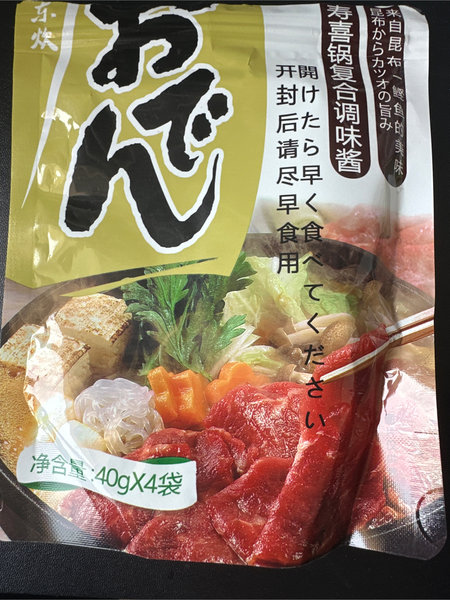 东炊
おでん
寿喜锅复合调味酱
来自昆布—鲣鱼的美味
昆布からカツオの旨み
開けたら早く食べてください
开封后请尽早食用
净含量:40gX4袋